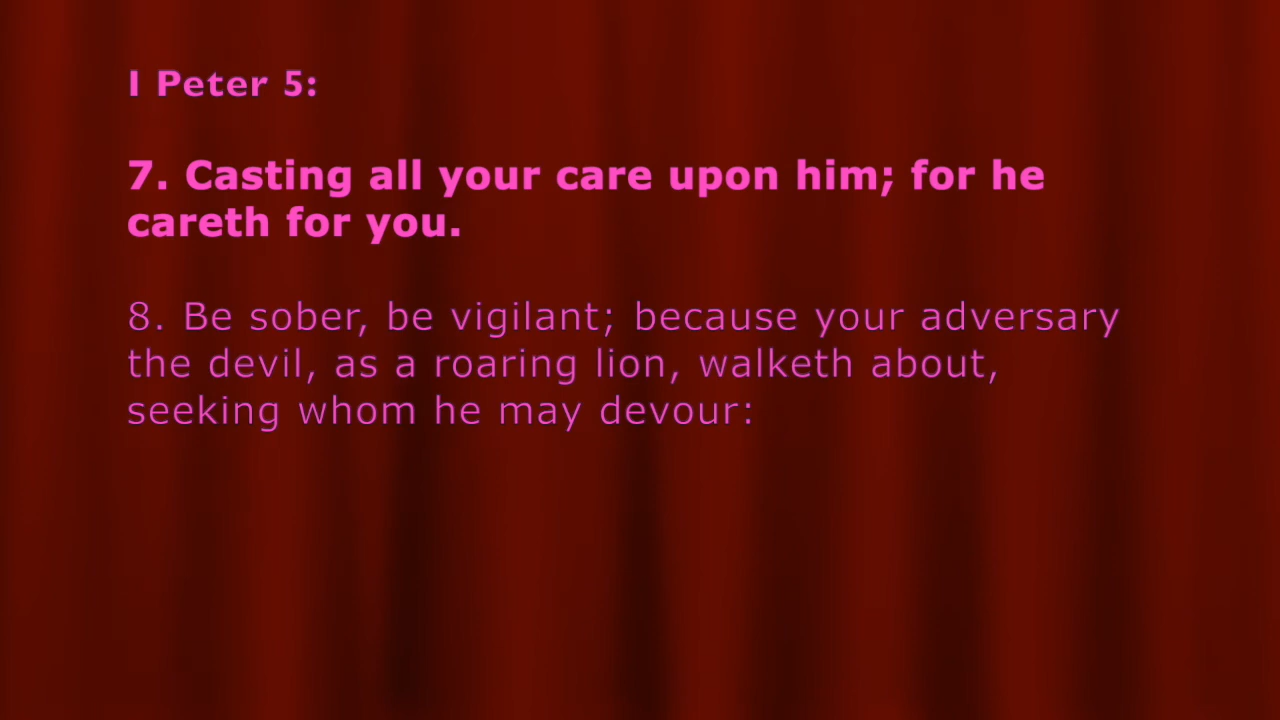 I Peter 5:
7. Casting all your care upon him; for he
careth for you.
8. Be sober, be vigilant; because your adversary
the devil, as a roaring lion, walketh about,
seeking whom he may devour: